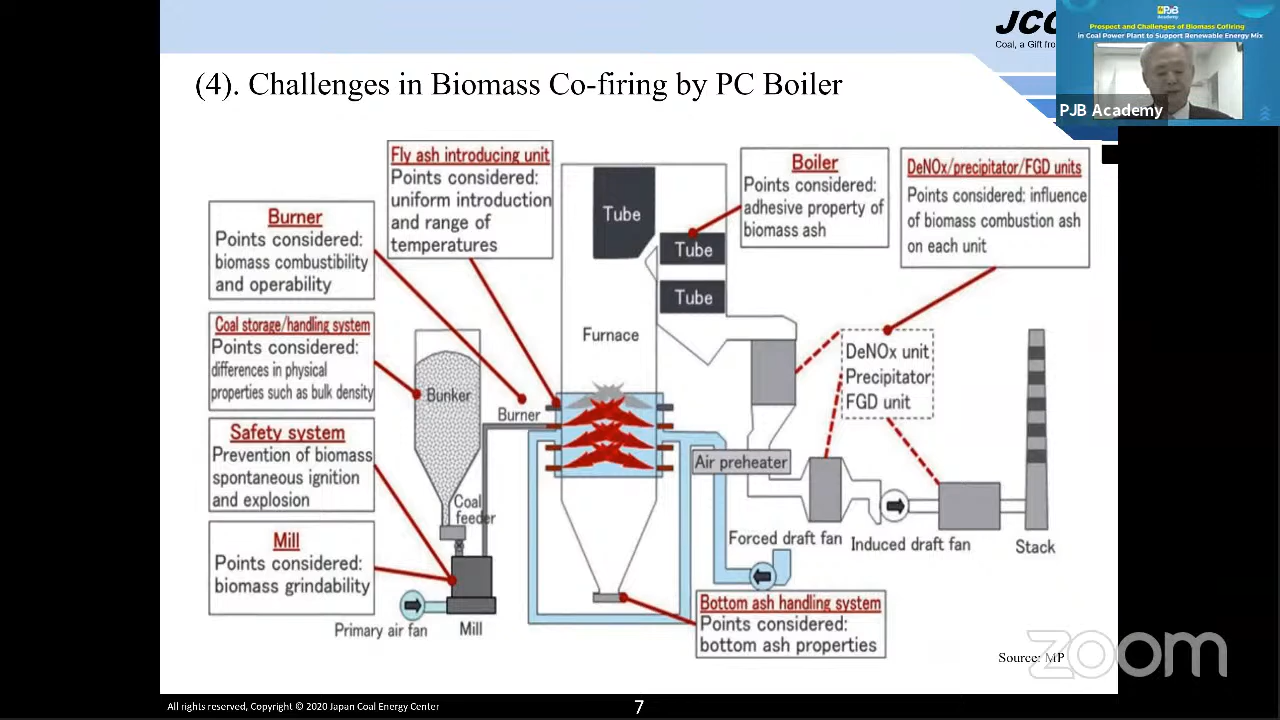 JCO
Coal, a Gift from
PJB
Academy
Prospect and Challenges of Biomass Cofiring
in Coal Power Plant to Support Renewable Energy Mix
PJB Academy
(4). Challenges in Biomass Co-firing by PC Boiler
Fly ash introducing unit
Points considered:
uniform introduction
and range of
temperatures
Boiler
Points considered:
adhesive property of
biomass ash
DeNOx/precipitator/FGD units
Points considered: influence
of biomass combustion ash
on each unit
Burner
Points considered:
biomass combustibility
and operability
Coal storage/handling system
Points considered:
differences in physical
properties such as bulk density
Safety system
Prevention of biomass
spontaneous ignition
and explosion
Mill
Points considered:
biomass grindability
Tube
Tube
Tube
Furnace
Bunker
Burner
DeNOx unit
Precipitator
FGD unit
Air preheater
Coal
feeder
Forced draft fan
Induced draft fan
Stack
Primary air fan
Mill
Bottom ash handling system
Points considered:
bottom ash properties
Source: MP
zoom
All rights reserved, Copyright © 2020 Japan Coal Energy Center
7